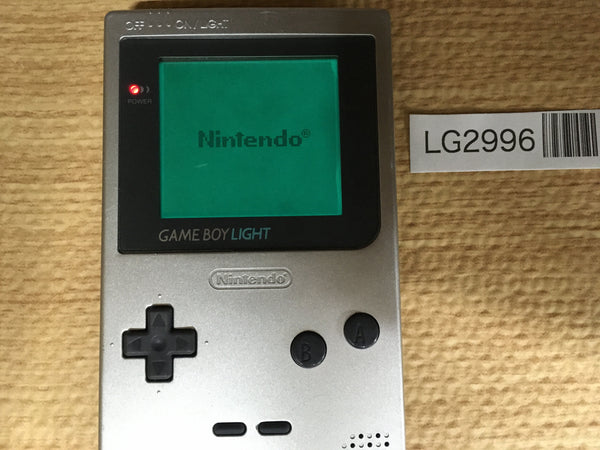 OFF ON/LIGHT
POWER
Nintendo®
GAME BOY LIGHT
Nintendo
B
A
LG2996